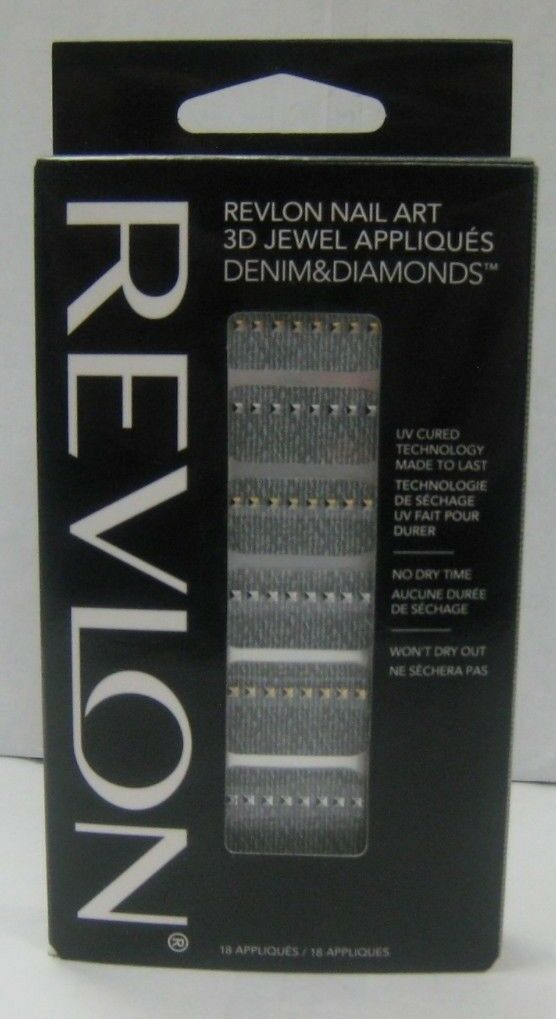 REVLON®
REVLON NAIL ART
3D JEWEL APPLIQUÉS
DENIM&DIAMONDS™
UV CURED
TECHNOLOGY
MADE TO LAST
TECHNOLOGIE
DE SÉCHAGE
UV FAIT POUR
DURER
NO DRY TIME
AUCUNE DURÉE
DE SÉCHAGE
WON'T DRY OUT
NE SÉCHERA PAS
18 APPLIQUÉS / 18 APPLIQUES